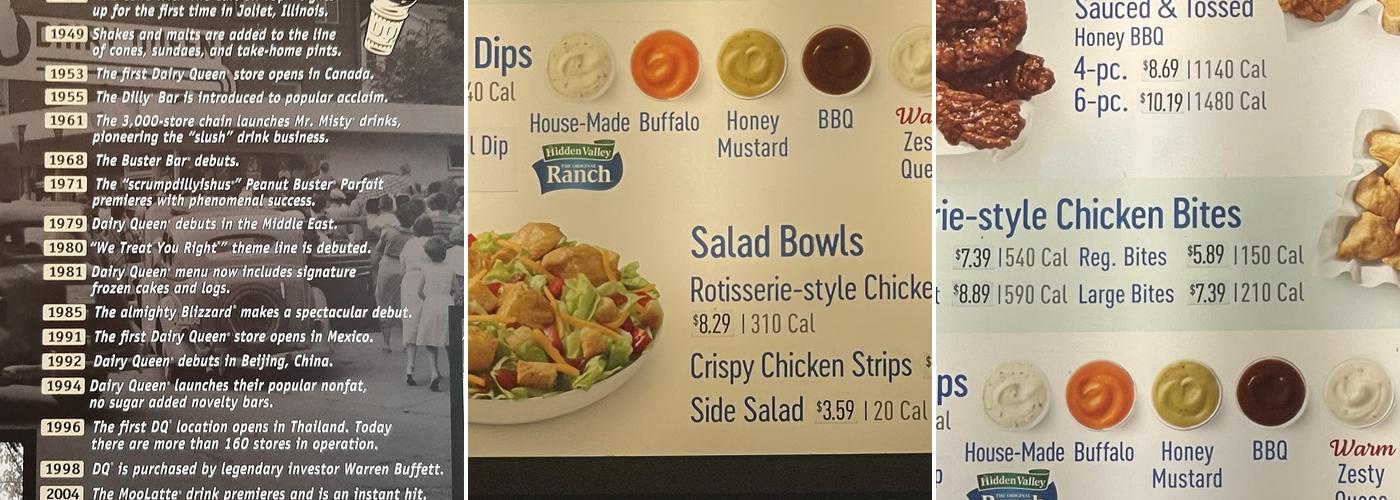 up for the first time in Joliet, Illinois.
1949 Shakes and malts are added to the line
of cones, sundaes, and take-home pints.
1953 The first Dairy Queen® store opens in Canada.
1955 The Dilly® Bar is introduced to popular acclaim.
1961 The 3,000-store chain launches Mr. Misty® drinks,
pioneering the "slush" drink business.
1968 The Buster Bar® debuts.
1971 The "scrumpdillyishus®" Peanut Buster® Parfait
premieres with phenomenal success.
1979 Dairy Queen® debuts in the Middle East.
1980 "We Treat You Right®" theme line is debuted.
1981 Dairy Queen® menu now includes signature
frozen cakes and logs.
1985 The almighty Blizzard® makes a spectacular debut.
1991 The first Dairy Queen® store opens in Mexico.
1992 Dairy Queen® debuts in Beijing, China.
1994 Dairy Queen® launches their popular nonfat,
no sugar added novelty bars.
1996 The first DQ® location opens in Thailand. Today
there are more than 160 stores in operation.
1998 DQ® is purchased by legendary investor Warren Buffett.
2004 The MooLatte® drink premieres and is an instant hit.
Dips
40 Cal
l Dip
House-Made Buffalo Honey Mustard BBQ
Hidden Valley
THE ORIGINAL
Ranch
Wa
Zes
Que
Salad Bowls
Rotisserie-style Chicke
$8.29 | 310 Cal
Crispy Chicken Strips $
Side Salad $3.59 | 20 Cal
Sauced & Tossed
Honey BBQ
4-pc. $8.69 | 1140 Cal
6-pc. $10.19 | 1480 Cal
rie-style Chicken Bites
$7.39 | 540 Cal Reg. Bites $5.89 | 150 Cal
t $8.89 | 590 Cal Large Bites $7.39 | 210 Cal
ps
al
House-Made Buffalo Honey Mustard BBQ Warm
Zesty
Hidden Valley